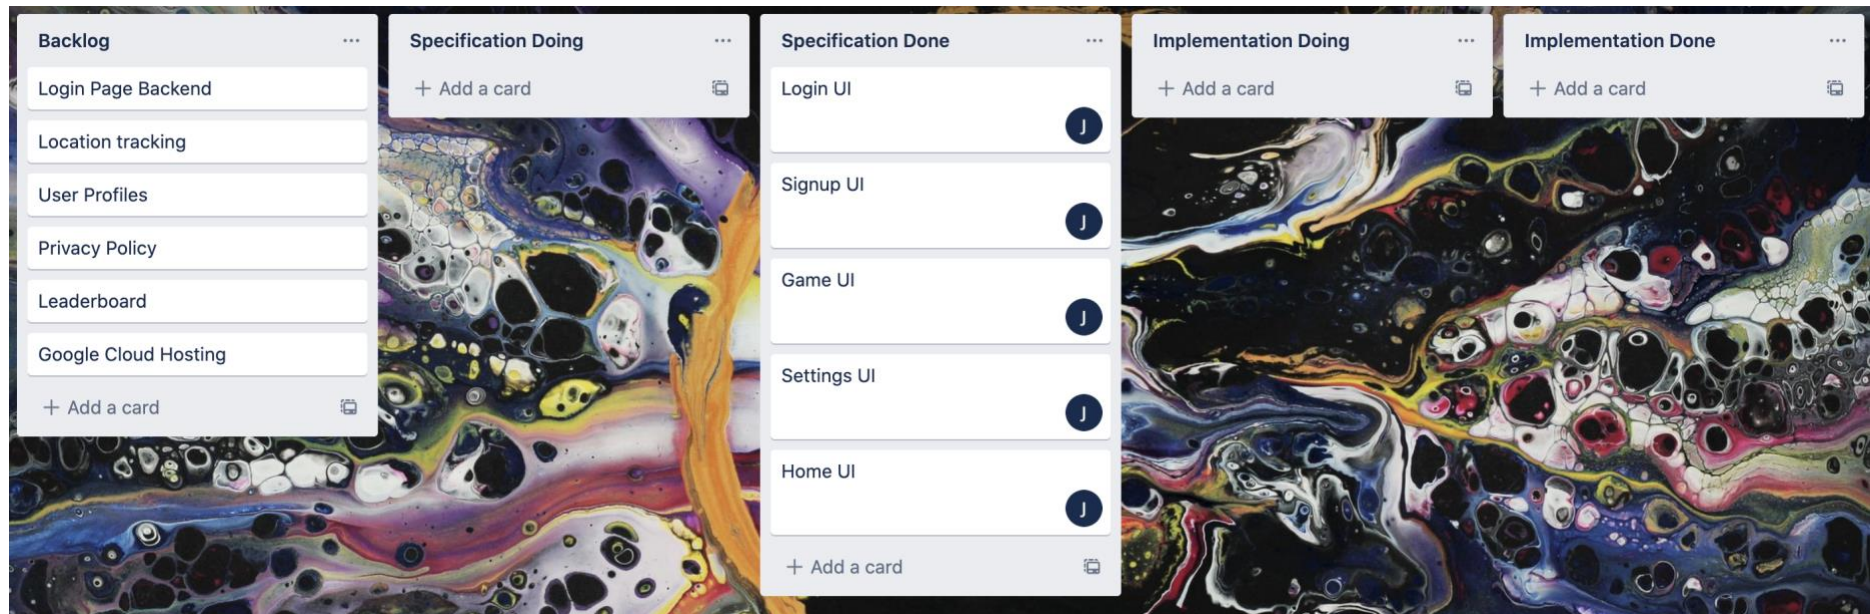 Backlog
Login Page Backend
Location tracking
User Profiles
Privacy Policy
Leaderboard
Google Cloud Hosting
+ Add a card
Specification Doing
+ Add a card
Specification Done
Login UI
J
Signup UI
J
Game UI
J
Settings UI
J
Home UI
J
+ Add a card
Implementation Doing
+ Add a card
Implementation Done
+ Add a card